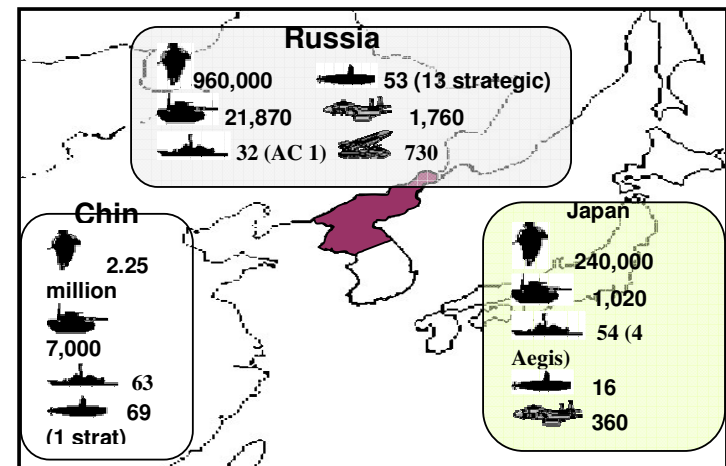 Russia
960,000
53 (13 strategic)
21,870
1,760
32 (AC 1)
730
Chin
2.25
million
7,000
63
69
(1 strat)
Japan
240,000
1,020
54 (4
Aegis)
16
360